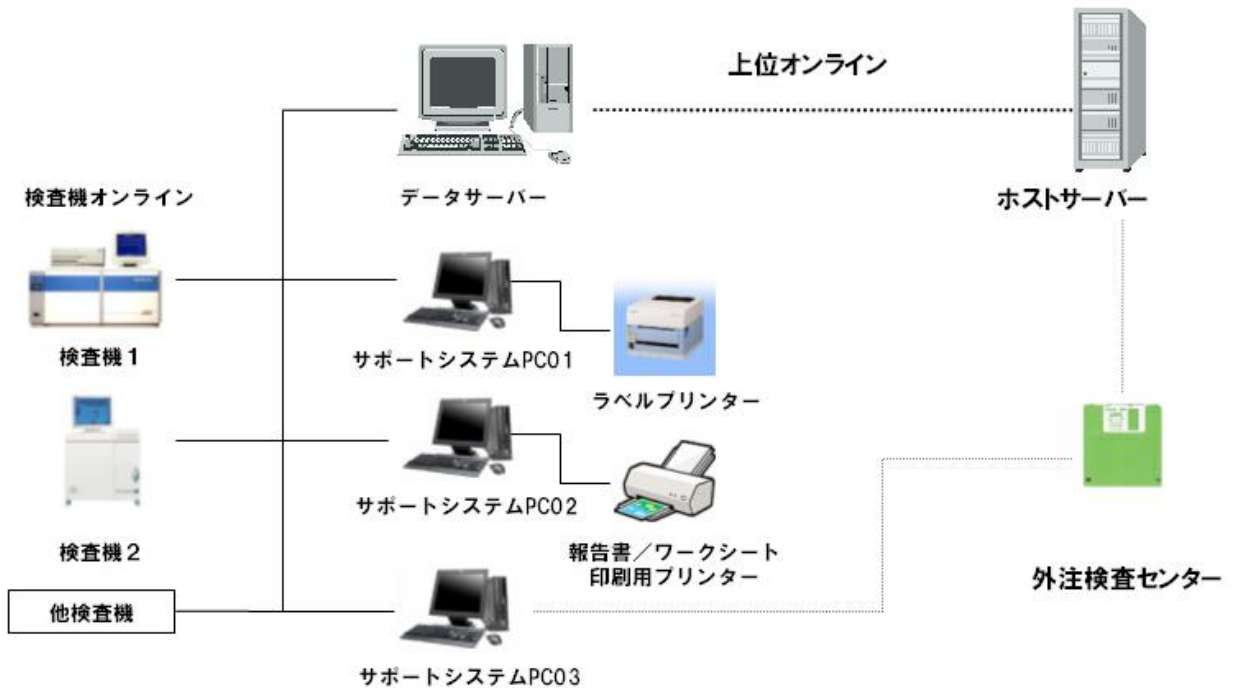 上位オンライン
データサーバー
ホストサーバー
検査機オンライン
検査機1
サポートシステムPC01
ラベルプリンター
サポートシステムPC02
検査機2
報告書/ワークシート
印刷用プリンター
外注検査センター
他検査機
サポートシステムPC03